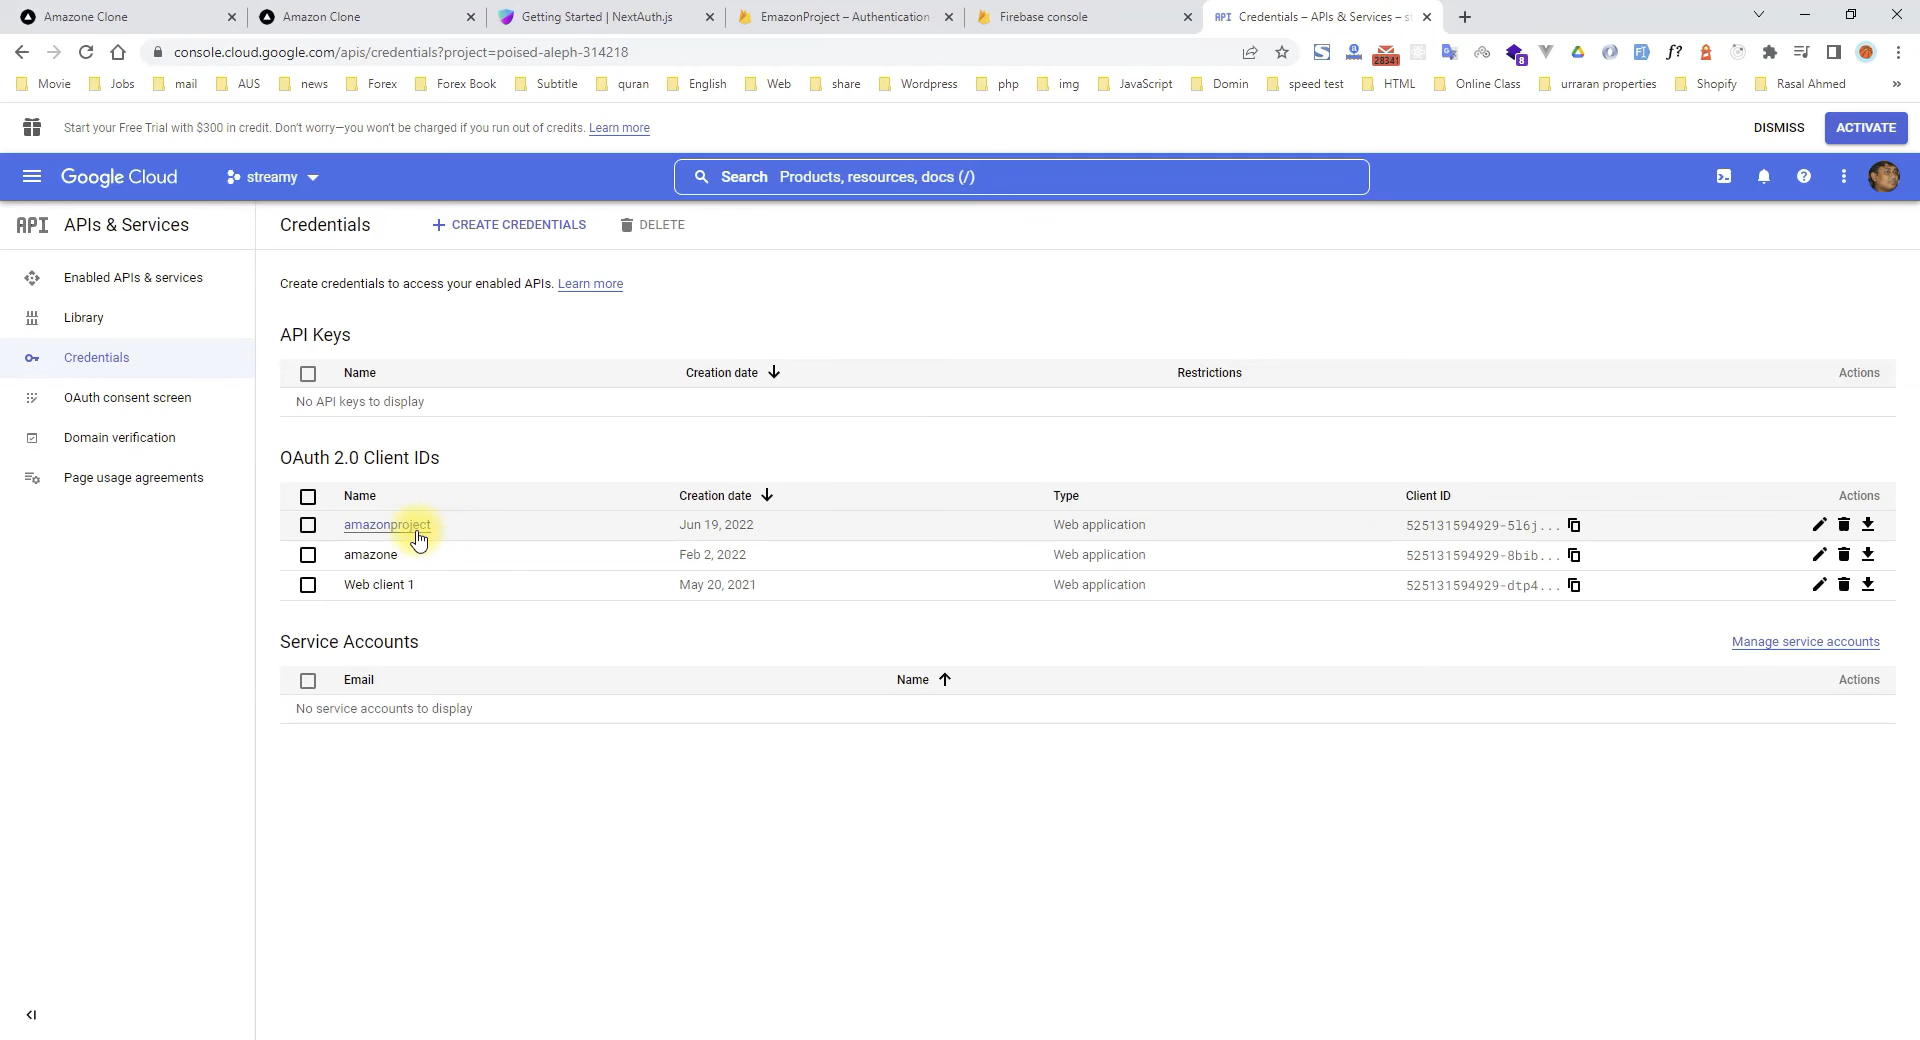 Amazone Clone
Amazon Clone
Getting Started | NextAuth.js
EmazonProject – Authentication
Firebase console
API Credentials – APIs & Services – st
console.cloud.google.com/apis/credentials?project=poised-aleph-314218
28341
8
Movie Jobs mail AUS news Forex Forex Book Subtitle quran English Web share Wordpress php img JavaScript Domin speed test HTML Online Class urraran properties Shopify Rasal Ahmed »
Start your Free Trial with $300 in credit. Don't worry—you won't be charged if you run out of credits. Learn more
DISMISS
ACTIVATE
Google Cloud
streamy
Search Products, resources, docs (/)
API APIs & Services
Enabled APIs & services
Library
Credentials
OAuth consent screen
Domain verification
Page usage agreements
Credentials
+ CREATE CREDENTIALS
DELETE
Create credentials to access your enabled APIs. Learn more
API Keys
Name Creation date Restrictions Actions
No API keys to display
OAuth 2.0 Client IDs
Name Creation date Type Client ID Actions
amazonproject Jun 19, 2022 Web application 525131594929-5l6j...
amazone Feb 2, 2022 Web application 525131594929-8bib...
Web client 1 May 20, 2021 Web application 525131594929-dtp4...
Service Accounts
Manage service accounts
Email Name Actions
No service accounts to display